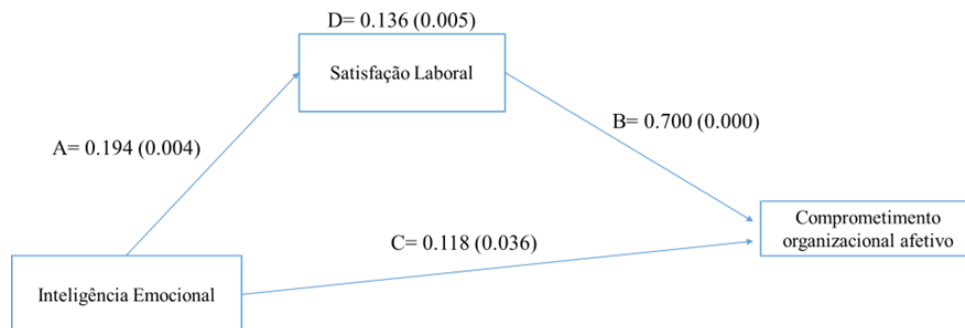 D= 0.136 (0.005)
Satisfação Laboral
A= 0.194 (0.004)
B= 0.700 (0.000)
C= 0.118 (0.036)
Comprometimento
organizacional afetivo
Inteligência Emocional